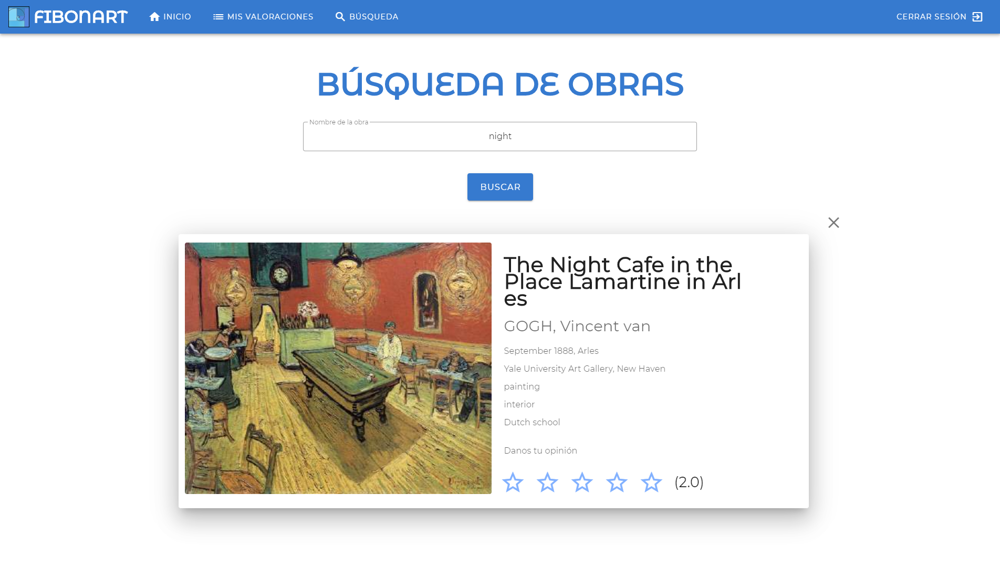 FIBONART
INICIO
MIS VALORACIONES
BÚSQUEDA
CERRAR SESIÓN
BÚSQUEDA DE OBRAS
Nombre de la obra
night
BUSCAR
The Night Cafe in the
Place Lamartine in Arl
es
GOGH, Vincent van
September 1888, Arles
Yale University Art Gallery, New Haven
painting
interior
Dutch school
Danos tu opinión
(2.0)